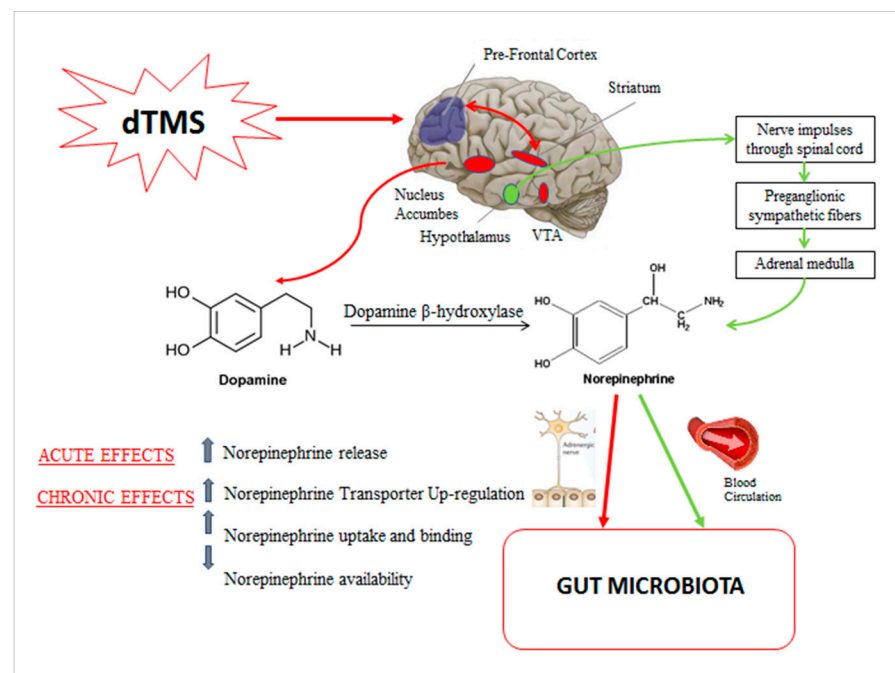 Pre-Frontal Cortex
dTMS
Striatum
Nerve impulses
through spinal cord
Nucleus
Accumbes
Preganglionic
sympathetic fibers
Hypothalamus
VTA
Adrenal medulla
HO
HO
H
N
H
Dopamine
Dopamine β-hydroxylase
OH
HO
CH
NH₂
C
H₂
HO
Norepinephrine
Adrenergic
nerve
Blood
Circulation
ACUTE EFFECTS
Norepinephrine release
CHRONIC EFFECTS
Norepinephrine Transporter Up-regulation
Norepinephrine uptake and binding
Norepinephrine availability
GUT MICROBIOTA